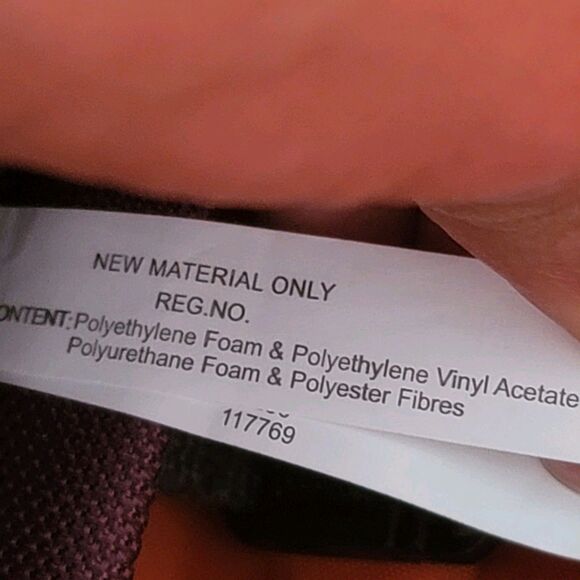 NEW MATERIAL ONLY
REG.NO.
ONTENT:Polyethylene Foam & Polyethylene Vinyl Acetate
Polyurethane Foam & Polyester Fibres
117769